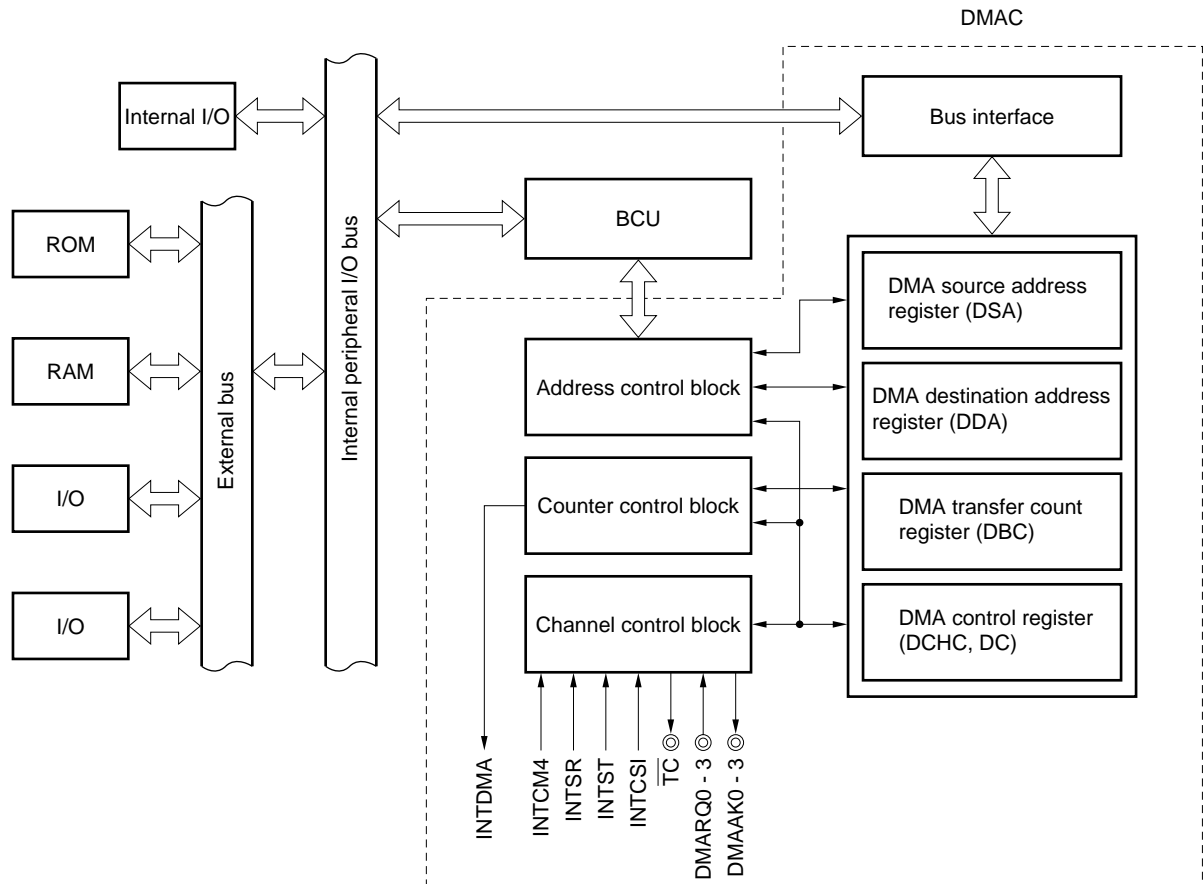 DMAC
Internal I/O
Bus interface
ROM
BCU
RAM
I/O
I/O
External bus
Internal peripheral I/O bus
DMA source address
register (DSA)
Address control block
DMA destination address
register (DDA)
Counter control block
DMA transfer count
register (DBC)
Channel control block
DMA control register
(DCHC, DC)
INTDMA
INTCM4
INTSR
INTST
INTCSI
TC
DMARQ0 - 3
DMAAK0 - 3